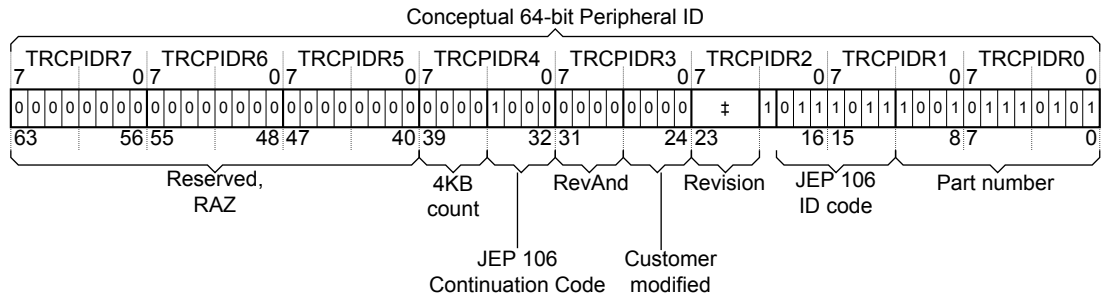 Conceptual 64-bit Peripheral ID
TRCPIDR7 TRCPIDR6 TRCPIDR5 TRCPIDR4 TRCPIDR3 TRCPIDR2 TRCPIDR1 TRCPIDR0
7 0 7 0 7 0 7 0 7 0 7 0 7 0 7 0
0 0 0 0 0 0 0 0 0 0 0 0 0 0 0 0 0 0 0 0 0 0 0 0 0 0 0 0 1 0 0 0 0 0 0 0 0 0 0 0 ‡ 1 0 1 1 1 0 1 1 1 0 0 1 0 1 1 1 0 1 0 1
63 56 55 48 47 40 39 32 31 24 23 16 15 8 7 0
Reserved, RAZ
4KB count
RevAnd
Revision
JEP 106 ID code
Part number
JEP 106 Continuation Code
Customer modified